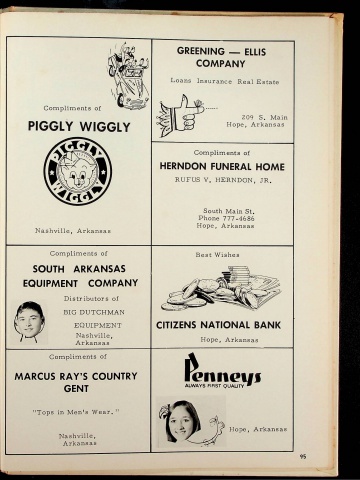 Compliments of
PIGGLY WIGGLY
PIGGLY
WIGGLY
Nashville, Arkansas
GREENING — ELLIS
COMPANY
Loans Insurance Real Estate
209 S. Main
Hope, Arkansas
Compliments of
HERNDON FUNERAL HOME
RUFUS V. HERNDON, JR.
South Main St.
Phone 777-4686
Hope, Arkansas
Compliments of
SOUTH ARKANSAS
EQUIPMENT COMPANY
Distributors of
BIG DUTCHMAN
EQUIPMENT
Nashville,
Arkansas
Best Wishes
CITIZENS NATIONAL BANK
Hope, Arkansas
Compliments of
MARCUS RAY'S COUNTRY
GENT
"Tops in Men's Wear."
Nashville,
Arkansas
Penneys
ALWAYS FIRST QUALITY
Hope, Arkansas
95